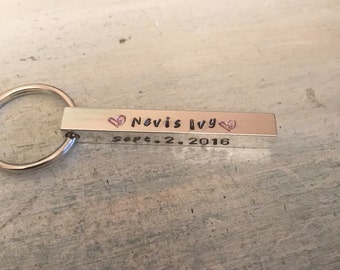 Nevis Ivy
Sept. 2, 2016